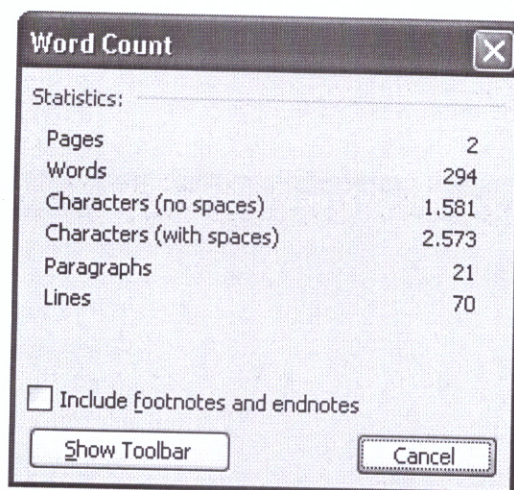 Word Count
Statistics:
Pages 2
Words 294
Characters (no spaces) 1.581
Characters (with spaces) 2.573
Paragraphs 21
Lines 70
Include footnotes and endnotes
Show Toolbar Cancel